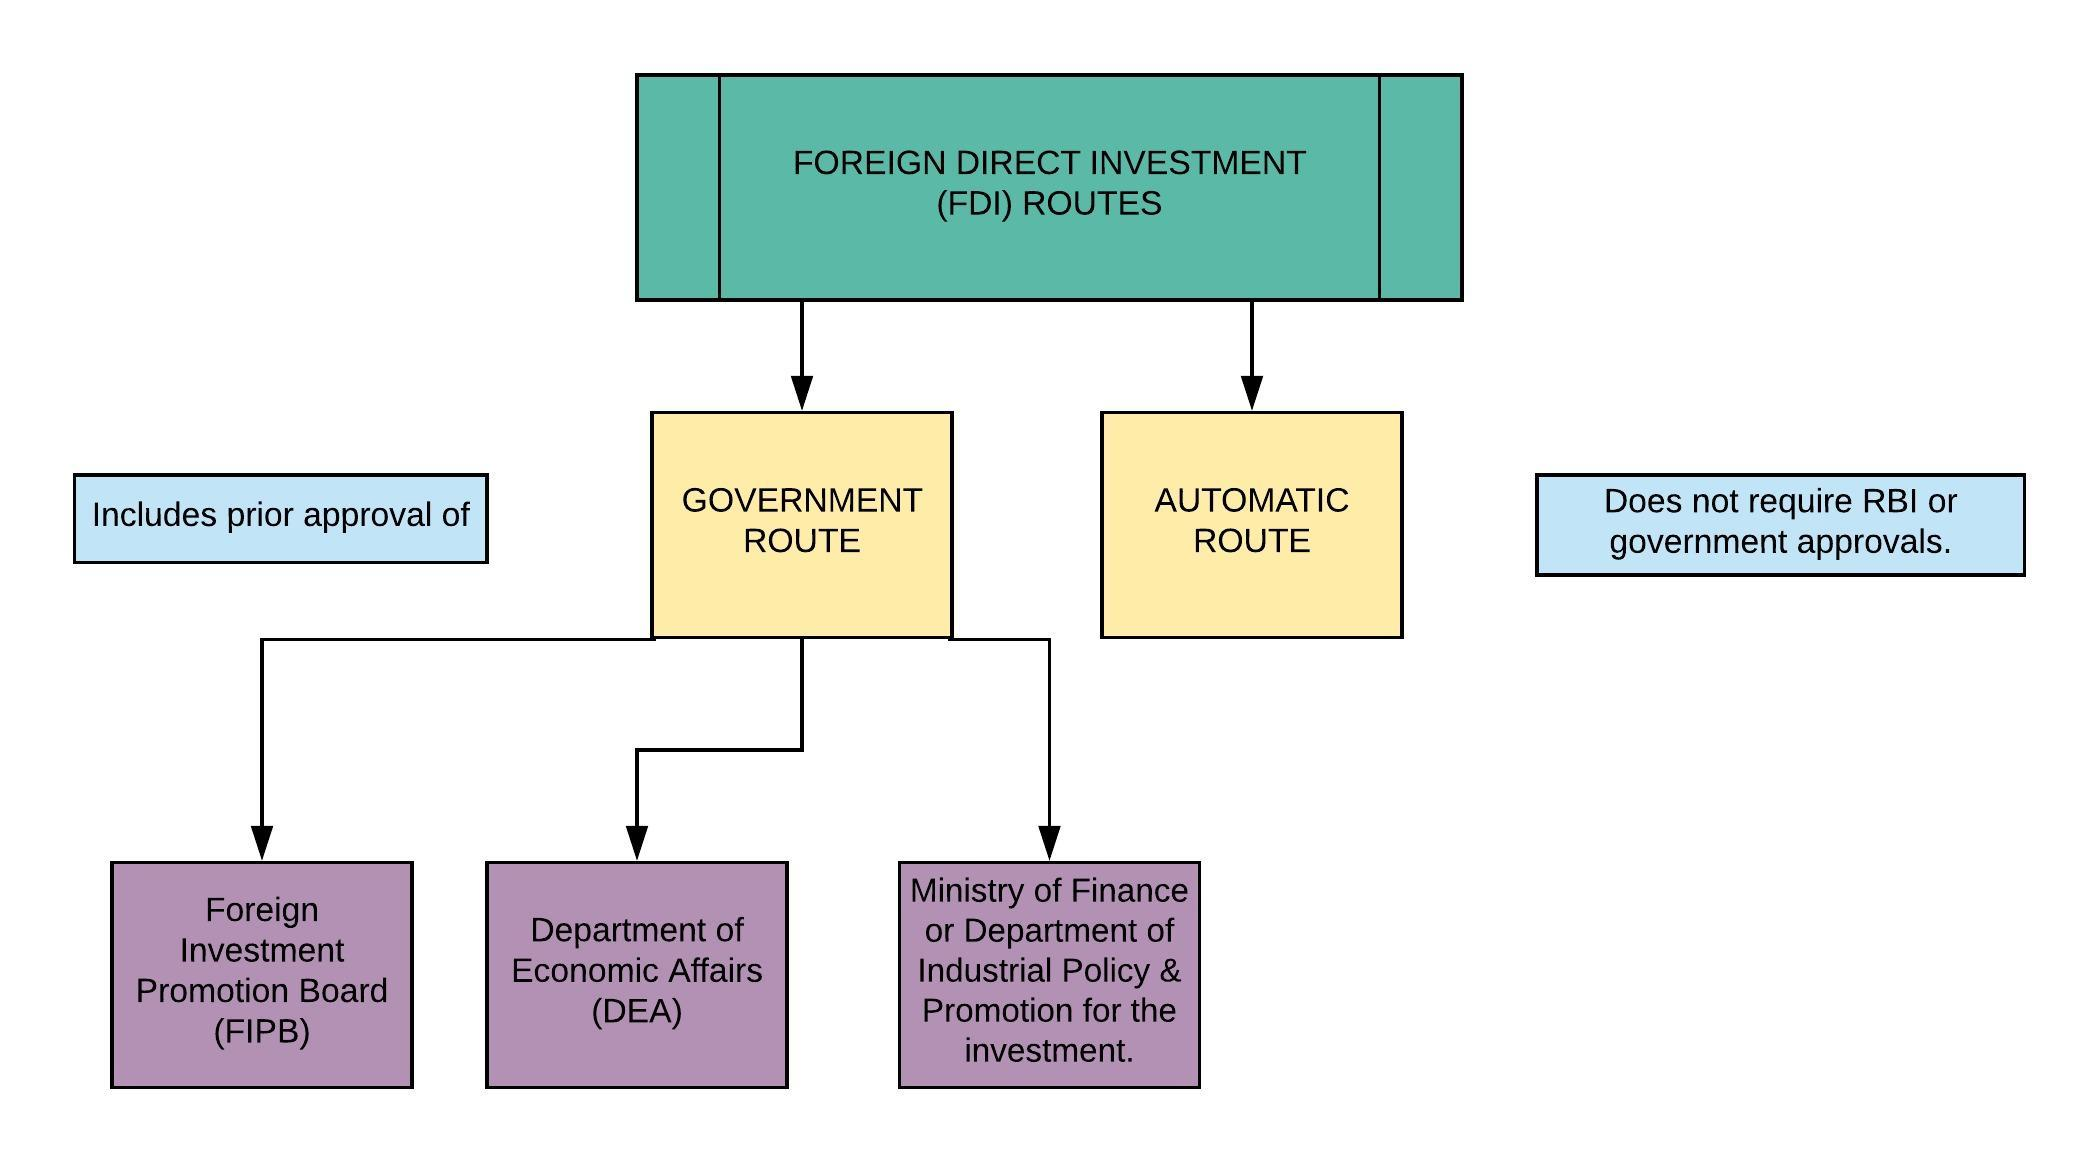 FOREIGN DIRECT INVESTMENT
(FDI) ROUTES
Includes prior approval of
GOVERNMENT
ROUTE
AUTOMATIC
ROUTE
Does not require RBI or
government approvals.
Foreign
Investment
Promotion Board
(FIPB)
Department of
Economic Affairs
(DEA)
Ministry of Finance
or Department of
Industrial Policy &
Promotion for the
investment.